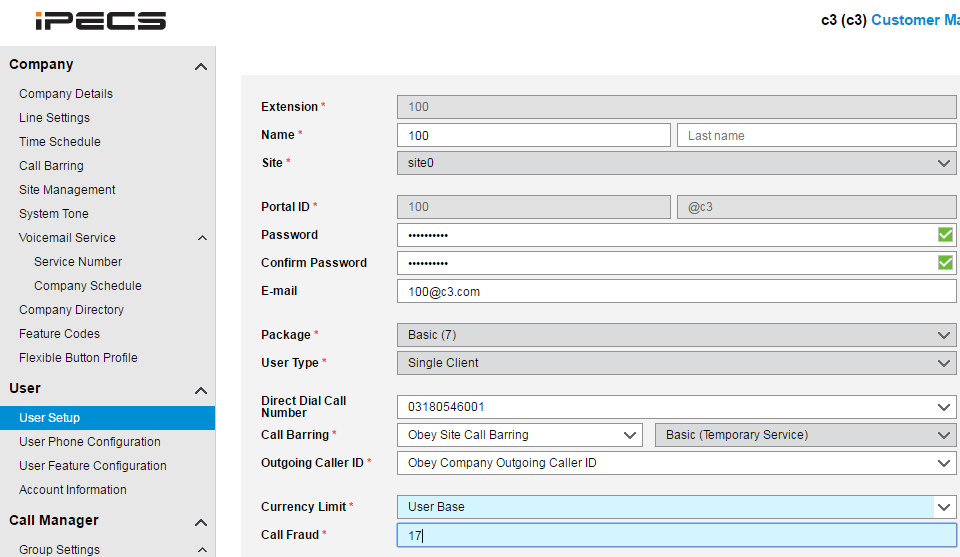 iPECS
c3 (c3) Customer Ma
Company
Company Details
Line Settings
Time Schedule
Call Barring
Site Management
System Tone
Voicemail Service
Service Number
Company Schedule
Company Directory
Feature Codes
Flexible Button Profile
User
User Setup
User Phone Configuration
User Feature Configuration
Account Information
Call Manager
Group Settings
Extension * 100
Name * 100 Last name
Site * site0
Portal ID * 100 @c3
Password ••••••••••
Confirm Password ••••••••••
E-mail 100@c3.com
Package * Basic (7)
User Type * Single Client
Direct Dial Call
Number 03180546001
Call Barring * Obey Site Call Barring Basic (Temporary Service)
Outgoing Caller ID * Obey Company Outgoing Caller ID
Currency Limit * User Base
Call Fraud * 17